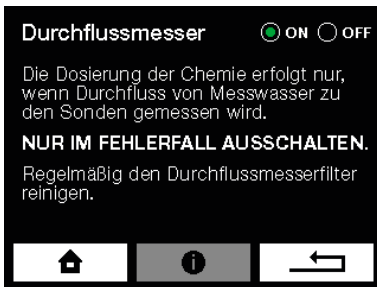 Durchflussmesser ON OFF
Die Dosierung der Chemie erfolgt nur,
wenn Durchfluss von Messwasser zu
den Sonden gemessen wird.
NUR IM FEHLERFALL AUSSCHALTEN.
Regelmäßig den Durchflussmesserfilter
reinigen.